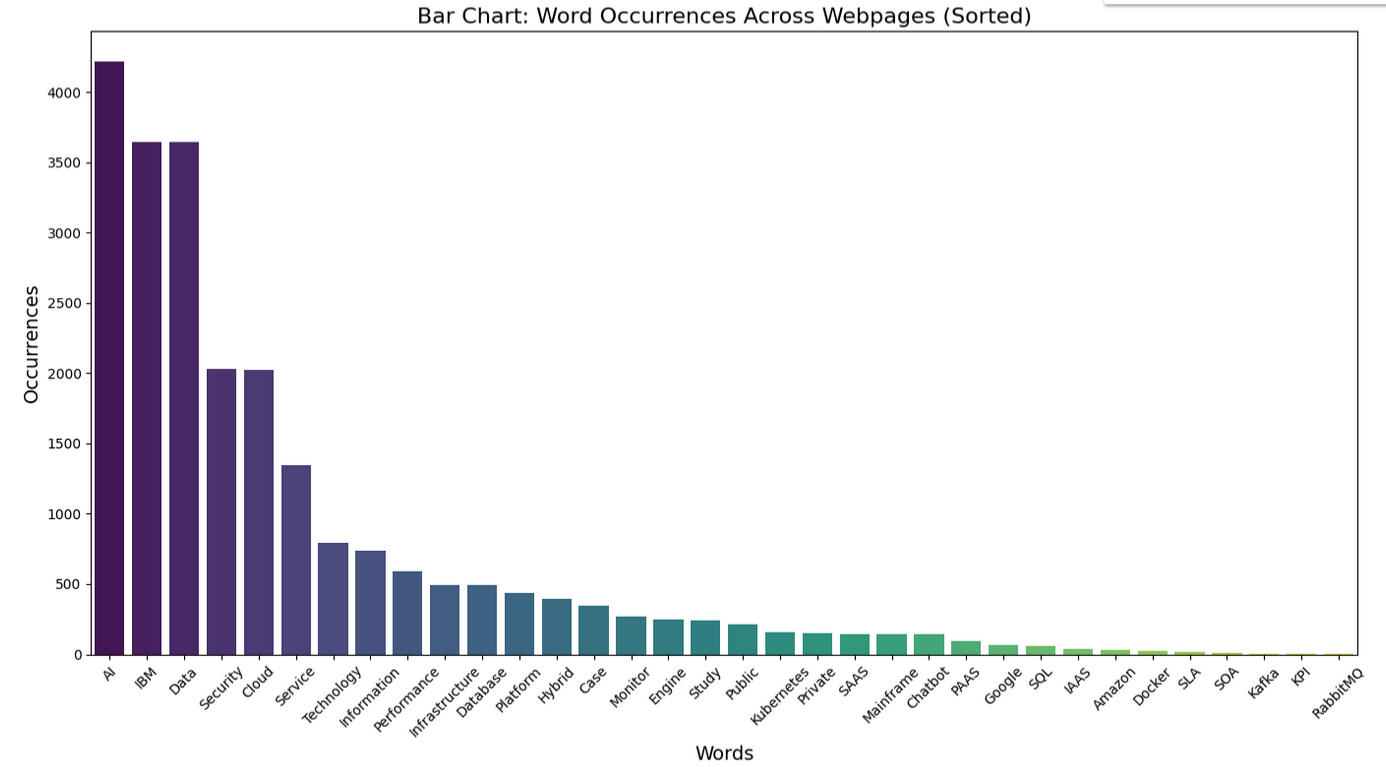 Bar Chart: Word Occurrences Across Webpages (Sorted)
Occurrences
4000
3500
3000
2500
2000
1500
1000
500
0
AI
IBM
Data
Security
Cloud
Service
Technology
Information
Performance
Infrastructure
Database
Platform
Hybrid
Case
Monitor
Engine
Study
Public
Kubernetes
Private
SAAS
Mainframe
Chatbot
PAAS
Google
SQL
IAAS
Amazon
Docker
SLA
SOA
Kafka
KPI
RabbitMQ
Words